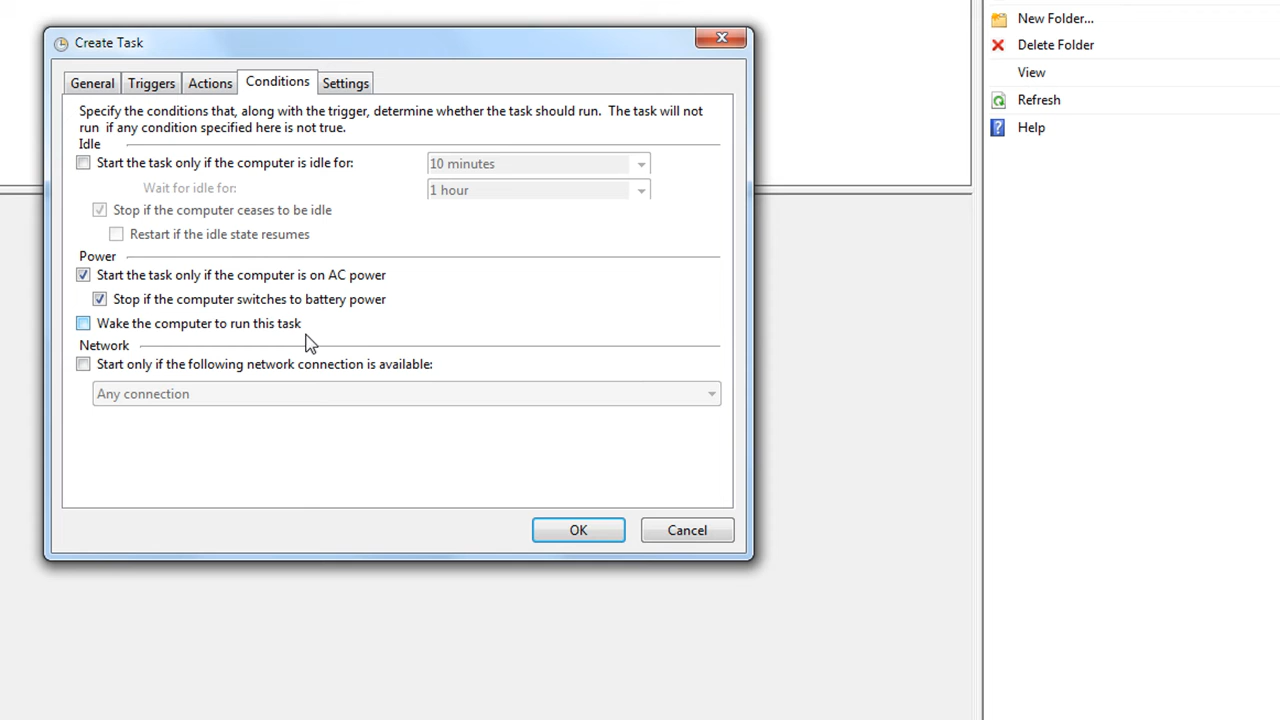 Create Task
General
Triggers
Actions
Conditions
Settings
Specify the conditions that, along with the trigger, determine whether the task should run. The task will not
run if any condition specified here is not true.
Idle
Start the task only if the computer is idle for:
10 minutes
Wait for idle for:
1 hour
Stop if the computer ceases to be idle
Restart if the idle state resumes
Power
Start the task only if the computer is on AC power
Stop if the computer switches to battery power
Wake the computer to run this task
Network
Start only if the following network connection is available:
Any connection
OK
Cancel
New Folder...
Delete Folder
View
Refresh
Help